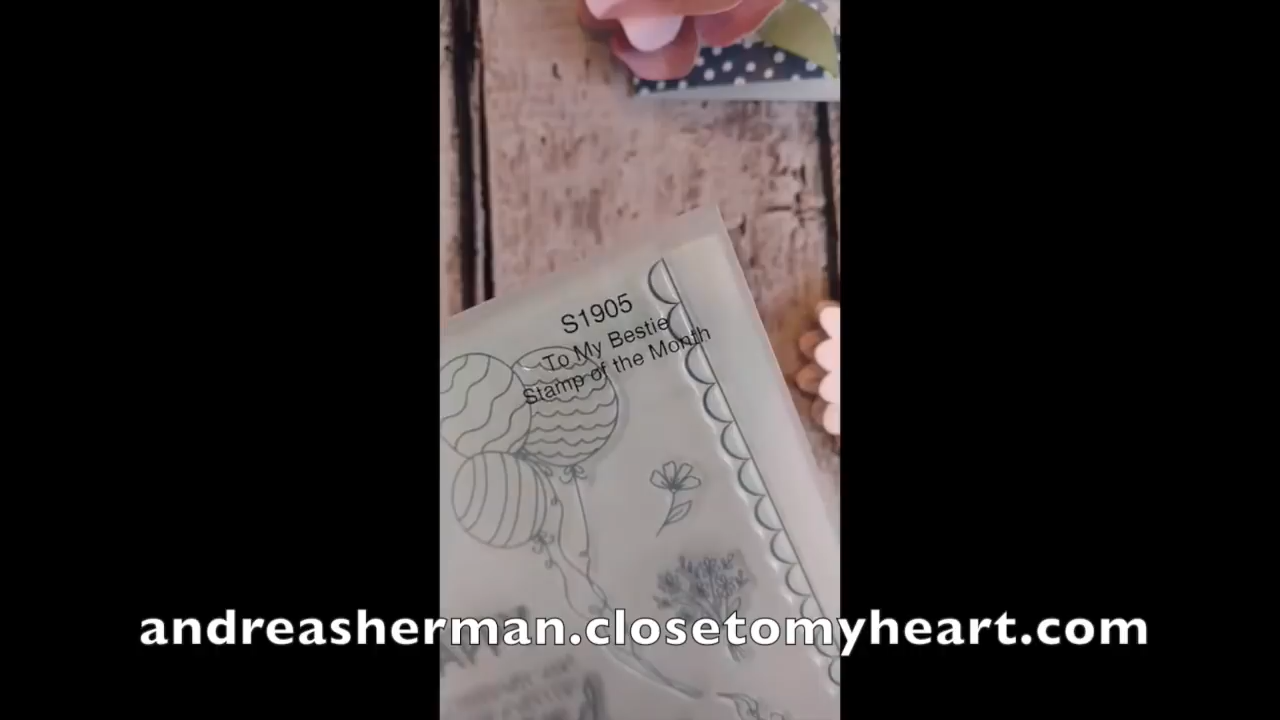 S1905
To My Bestie
Stamp of the Month
andreasherman.closetomyheart.com